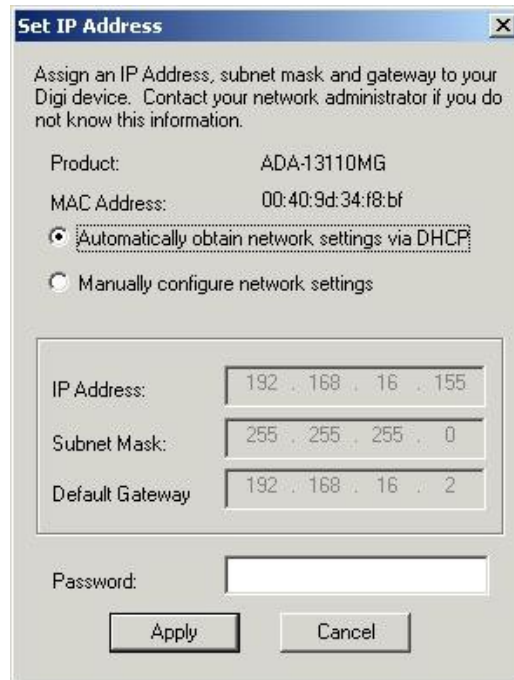 Set IP Address
Assign an IP Address, subnet mask and gateway to your
Digi device. Contact your network administrator if you do
not know this information.
Product: ADA-13110MG
MAC Address: 00:40:9d:34:f8:bf
Automatically obtain network settings via DHCP
Manually configure network settings
IP Address: 192 . 168 . 16 . 155
Subnet Mask: 255 . 255 . 255 . 0
Default Gateway 192 . 168 . 16 . 2
Password:
Apply Cancel